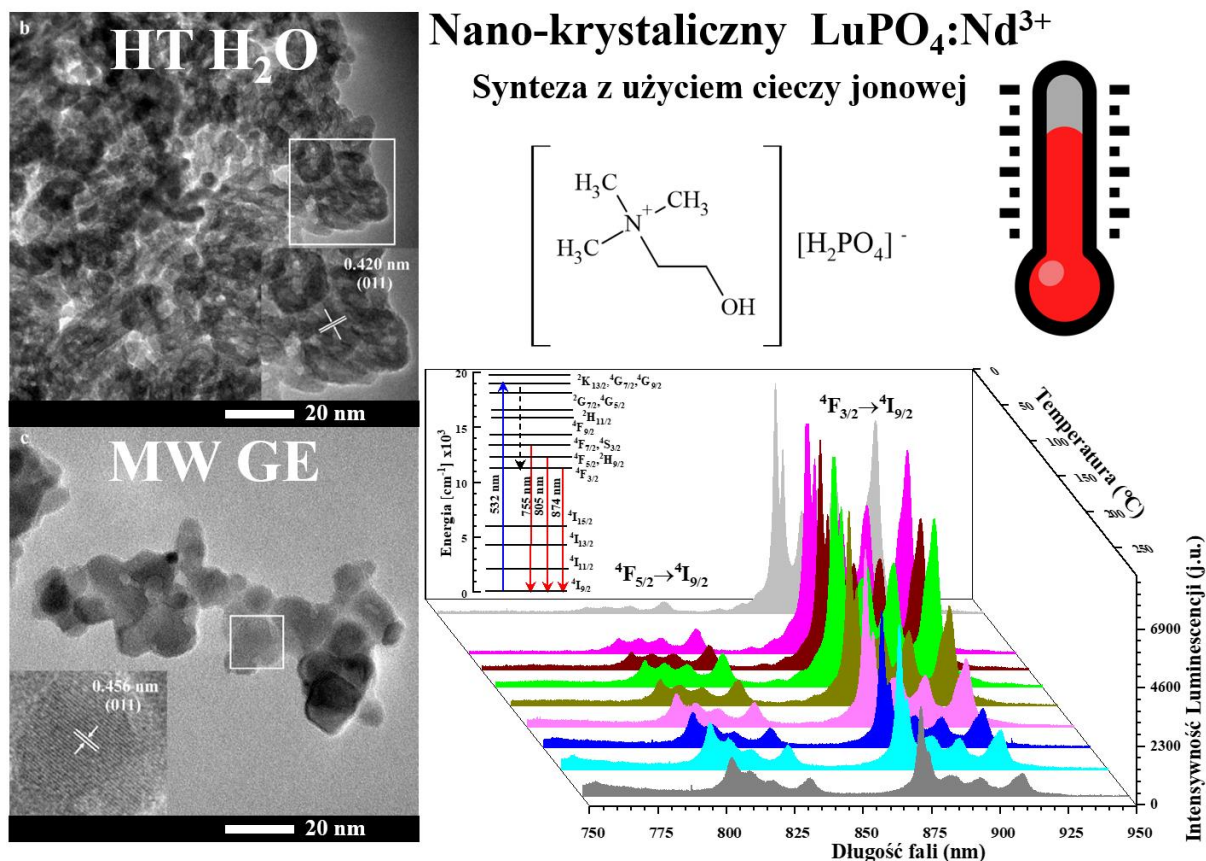 b
HT H₂O
0.420 nm
(011)
20 nm
c
MW GE
0.456 nm
(011)
20 nm
Nano-krystaliczny LuPO₄:Nd³⁺
Synteza z użyciem cieczy jonowej
H₃C
CH₃
N⁺
H₃C
OH
[H₂PO₄]⁻
Energia [cm⁻¹] x10³
20
15
10
5
0
²K₁₃/₂,⁴G₇/₂,⁴G₉/₂
²G₇/₂,⁴G₅/₂
²H₁₁/₂
⁴F₉/₂
⁴F₇/₂,⁴S₃/₂
⁴F₅/₂,²H₉/₂
⁴F₃/₂
⁴I₁₅/₂
⁴I₁₃/₂
⁴I₁₁/₂
⁴I₉/₂
532 nm
755 nm
805 nm
874 nm
⁴F₃/₂→⁴I₉/₂
⁴F₅/₂→⁴I₉/₂
Temperatura (°C)
0
50
100
150
200
250
Intensywność Luminescencji (j.u.)
6900
4600
2300
0
750 775 800 825 850 875 900 925 950
Długość fali (nm)